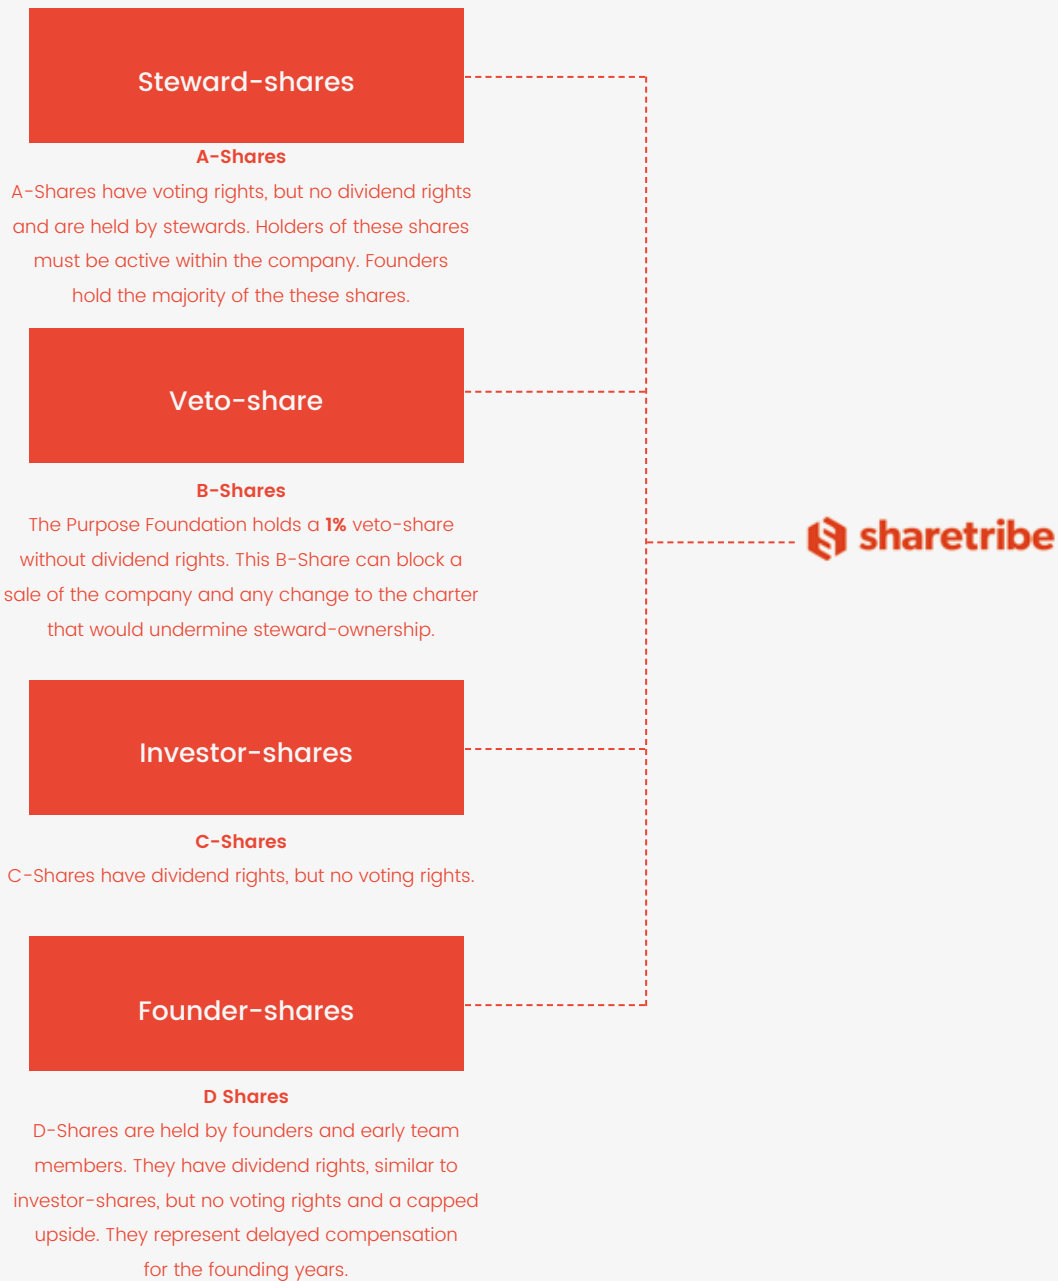 Steward-shares
A-Shares
A-Shares have voting rights, but no dividend rights
and are held by stewards. Holders of these shares
must be active within the company. Founders
hold the majority of the these shares.
Veto-share
B-Shares
The Purpose Foundation holds a 1% veto-share
without dividend rights. This B-Share can block a
sale of the company and any change to the charter
that would undermine steward-ownership.
sharetribe
Investor-shares
C-Shares
C-Shares have dividend rights, but no voting rights.
Founder-shares
D Shares
D-Shares are held by founders and early team
members. They have dividend rights, similar to
investor-shares, but no voting rights and a capped
upside. They represent delayed compensation
for the founding years.